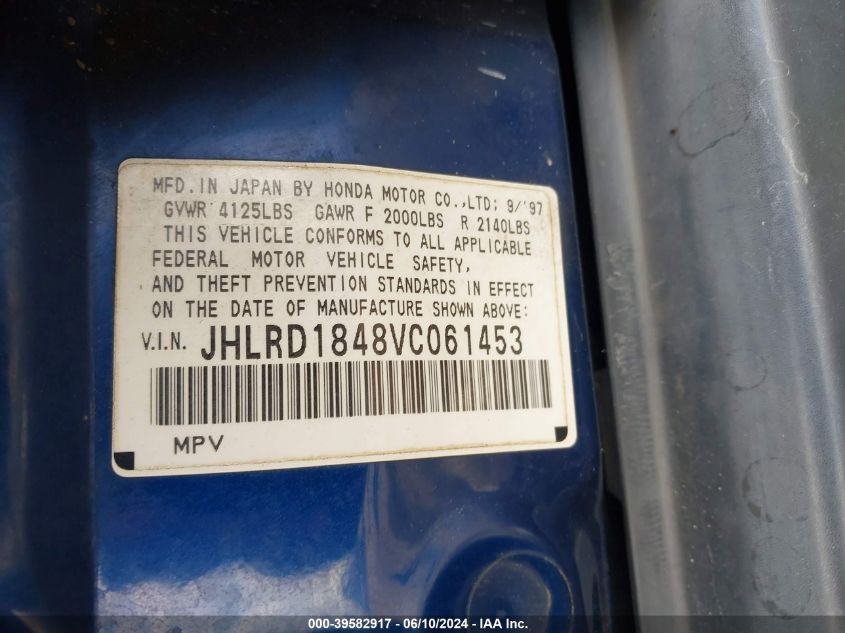 MFD.IN JAPAN BY HONDA MOTOR CO.,LTD; 9/'97
GVWR 4125LBS GAWR F 2000LBS R 2140LBS
THIS VEHICLE CONFORMS TO ALL APPLICABLE
FEDERAL MOTOR VEHICLE SAFETY,
AND THEFT PREVENTION STANDARDS IN EFFECT
ON THE DATE OF MANUFACTURE SHOWN ABOVE:
V.I.N. JHLRD1848VC061453
MPV
000-39582917 - 06/10/2024 - IAA Inc.